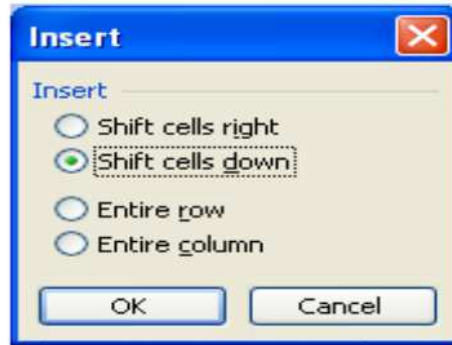 Insert
Insert
Shift cells right
Shift cells down
Entire row
Entire column
OK Cancel